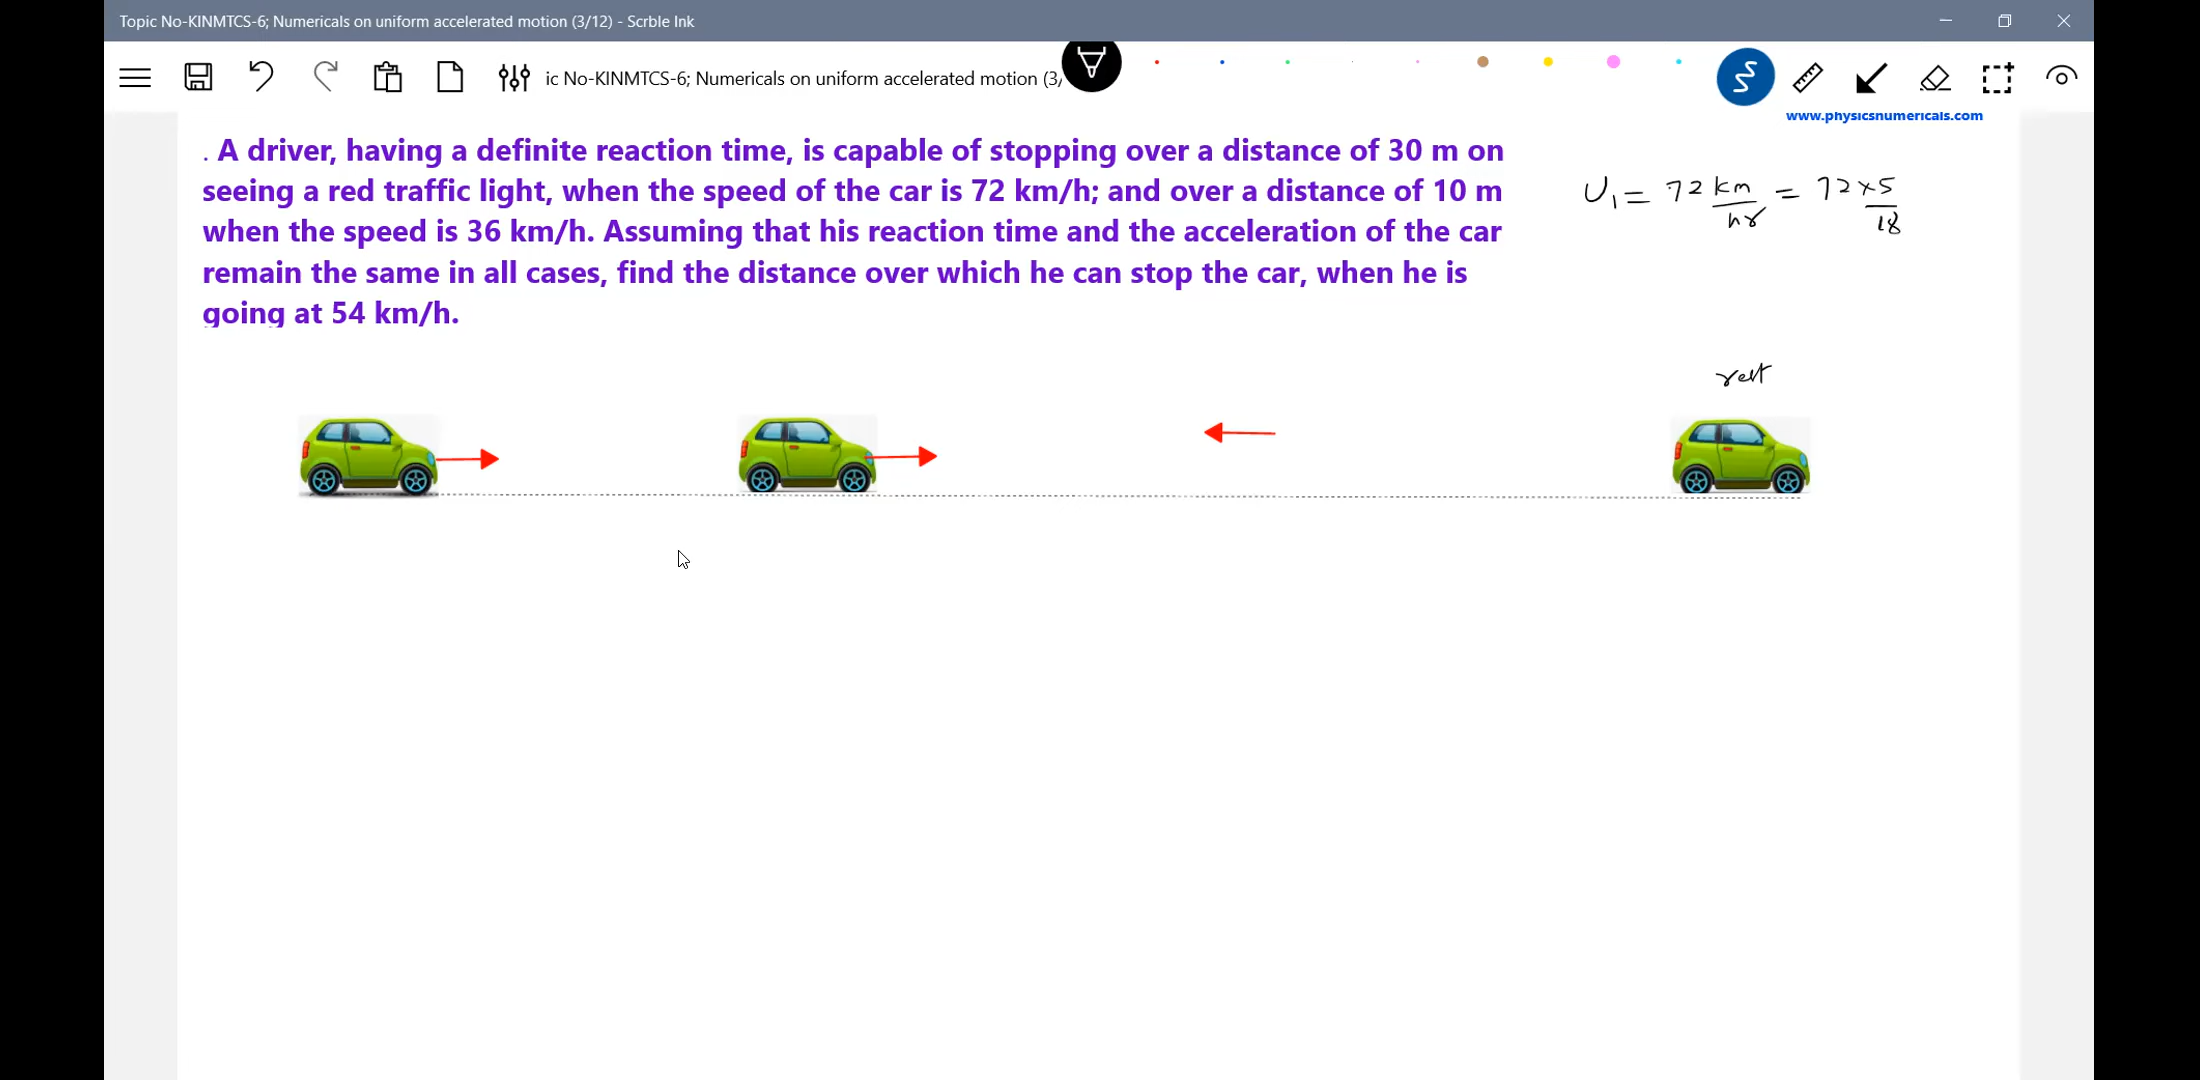 Topic No-KINMTCS-6; Numericals on uniform accelerated motion (3/12) - Scrble Ink
ic No-KINMTCS-6; Numericals on uniform accelerated motion (3/
www.physicsnumericals.com
. A driver, having a definite reaction time, is capable of stopping over a distance of 30 m on
seeing a red traffic light, when the speed of the car is 72 km/h; and over a distance of 10 m
when the speed is 36 km/h. Assuming that his reaction time and the acceleration of the car
remain the same in all cases, find the distance over which he can stop the car, when he is
going at 54 km/h.
U₁ = 72 km/hr = 72 × 5/18
rest